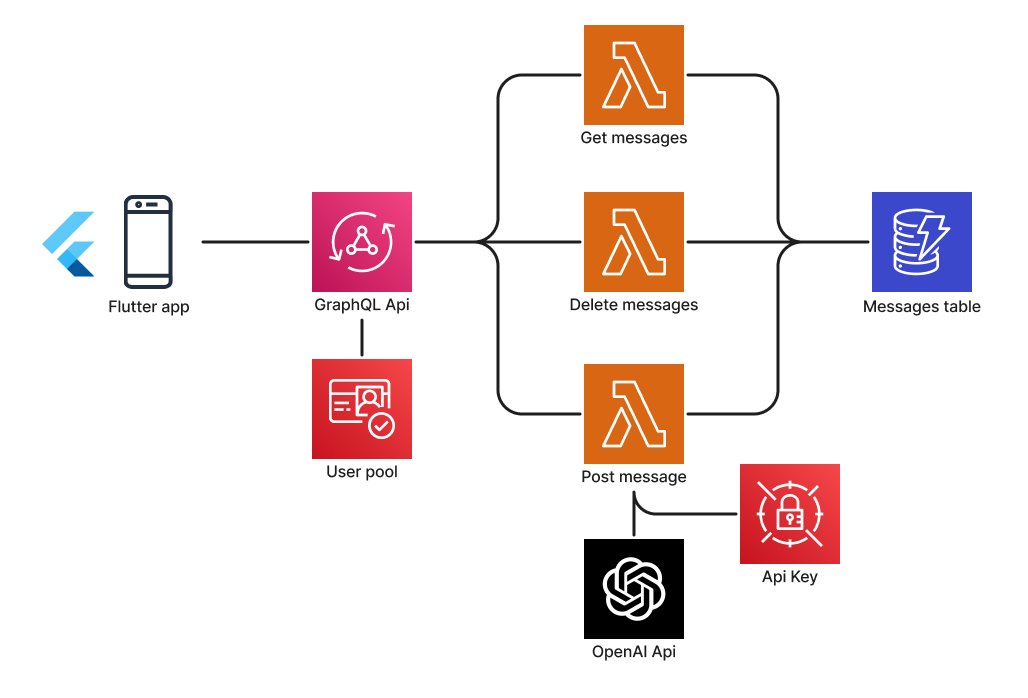 Get messages
Flutter app
GraphQL Api
Delete messages
Messages table
User pool
Post message
Api Key
OpenAI Api